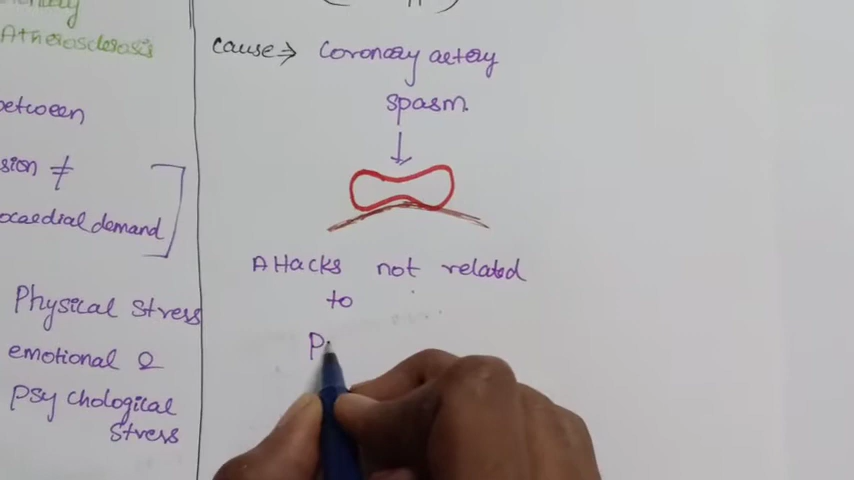 Atherosclerosis
between
sion ≠
ocardial demand
Physical Stress
emotional &
Psychological
Stress
cause ⇒ Coronary artery
spasm.
↓
Attacks not related
to
P